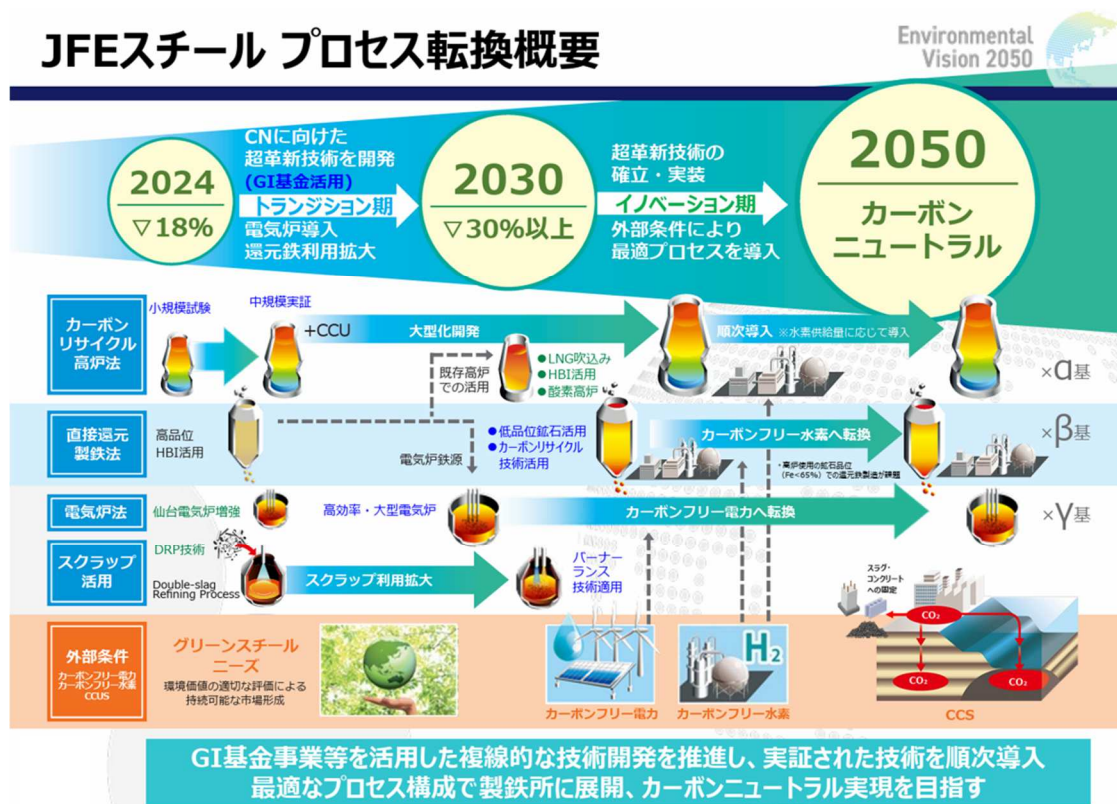 JFEスチール プロセス転換概要
Environmental
Vision 2050
2024
▽18%
CNに向けた
超革新技術を開発
(GI基金活用)
トランジション期
電気炉導入
還元鉄利用拡大
2030
▽30%以上
超革新技術の
確立・実装
イノベーション期
外部条件により
最適プロセスを導入
2050
カーボン
ニュートラル
カーボン
リサイクル
高炉法
小規模試験
中規模実証
+CCU
大型化開発
既存高炉
での活用
●LNG吹込み
●HBI活用
●酸素高炉
順次導入 ※水素供給量に応じて導入
×α基
直接還元
製鉄法
高品位
HBI活用
電気炉鉄源
●低品位鉱石活用
●カーボンリサイクル
技術活用
カーボンフリー水素へ転換
・高炉使用の鉱石品位
(Fe<65%)での還元鉄製造が課題
×β基
電気炉法
仙台電気炉増強
高効率・大型電気炉
カーボンフリー電力へ転換
×γ基
スクラップ
活用
DRP技術
Double-slag
Refining Process
スクラップ利用拡大
バーナー
ランス
技術適用
外部条件
カーボンフリー電力
カーボンフリー水素
CCUS
グリーンスチール
ニーズ
環境価値の適切な評価による
持続可能な市場形成
カーボンフリー電力
H₂
カーボンフリー水素
スラグ・
コンクリート
への固定
CO₂
CO₂
CO₂
CCS
GI基金事業等を活用した複線的な技術開発を推進し、実証された技術を順次導入
最適なプロセス構成で製鉄所に展開、カーボンニュートラル実現を目指す